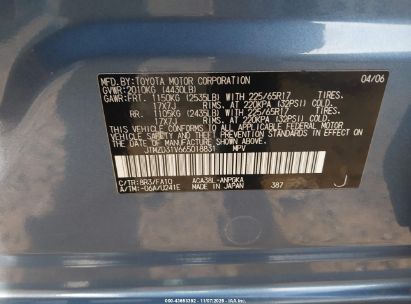 MFD.BY:TOYOTA MOTOR CORPORATION 04/06
GVWR:2010KG (4430LB)
GAWR:FRT. 1150KG (2535LB) WITH 225/65R17 TIRES.
17X7J RIMS. AT 220KPA (32PSI) COLD.
RR. 1105KG (2435LB) WITH 225/65R17 TIRES.
17X7J RIMS. AT 220KPA (32PSI) COLD.
THIS VEHICLE CONFORMS TO ALL APPLICABLE FEDERAL MOTOR
VEHICLE SAFETY AND THEFT PREVENTION STANDARDS IN EFFECT
ON THE DATE OF MANUFACTURE SHOWN ABOVE.
JTMZD31V665018831 MPV
C/TR:8R3/FA10 ACA38L-ANPGKA
A/TM:-06A/U241E MADE IN JAPAN 387 J